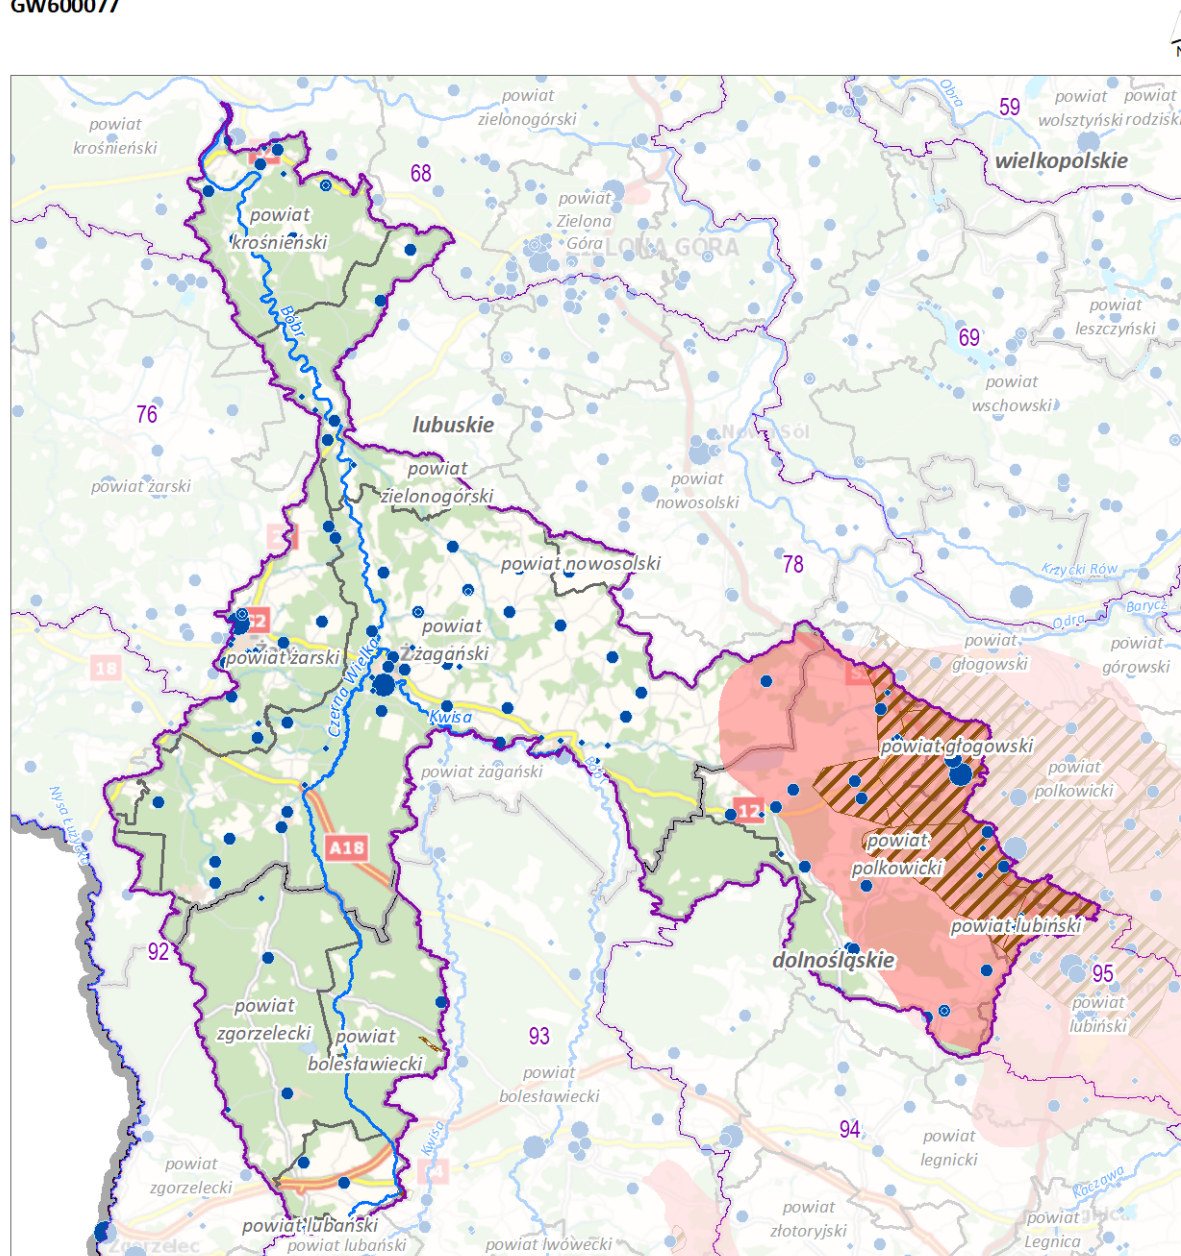 GW600077
N
powiat
zielonogórski
Obra
59
powiat
wolsztyński
powiat
rodziski
powiat
krośnieński
wielkopolskie
68
powiat
Zielona
Góra
powiat
krośnieński
powiat
leszczyński
Bóbr
69
powiat
wschowski
76
lubuskie
Nowa Sól
powiat
zielonogórski
powiat żarski
powiat
nowosolski
powiat nowosolski
78
Krzycki Rów
Barycz
Odra
powiat
żagański
powiat
głogowski
powiat
górowski
powiat żarski
18
Czerna Wielka
Kwisa
powiat głogowski
powiat żagański
Bóbr
powiat
polkowicki
Nysa Łużycka
12
A18
powiat
polkowicki
powiat lubiński
92
dolnośląskie
95
powiat
lubiński
powiat
zgorzelecki
powiat
bolesławiecki
93
powiat
bolesławiecki
94
powiat
legnicki
Kwisa
powiat
zgorzelecki
Kaczawa
powiat
złotoryjski
powiat
Legnica
powiat lubański
powiat lubański
powiat lwówecki
Zgorzelec